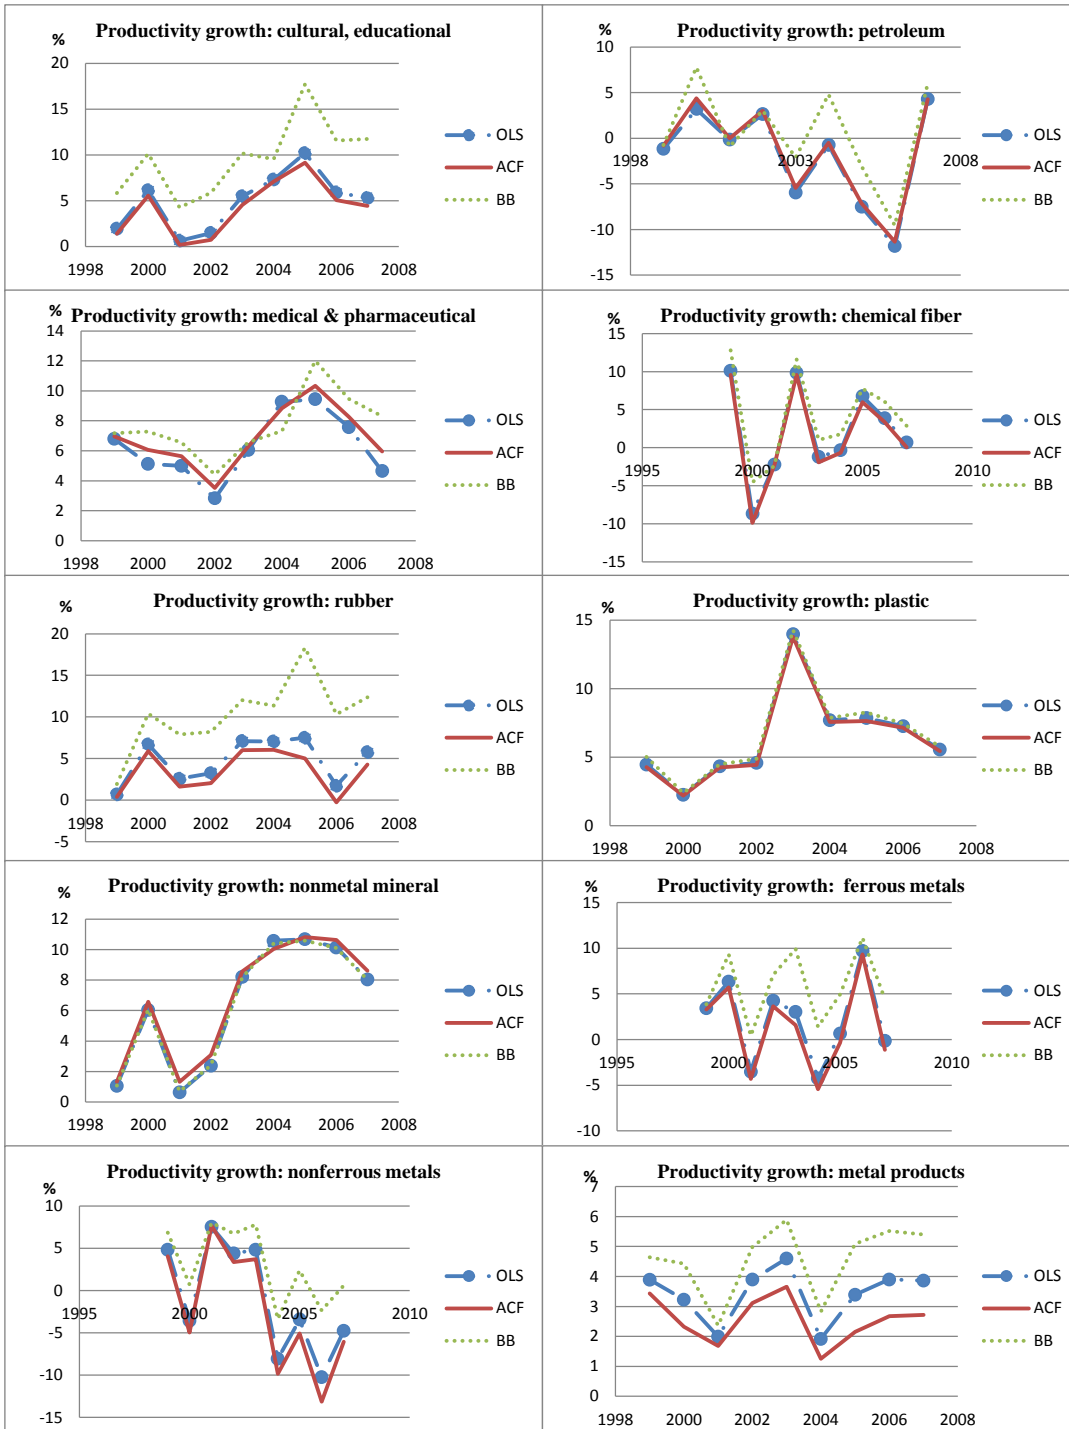 %
Productivity growth: cultural, educational
20
15
10
5
0
1998 2000 2002 2004 2006 2008
OLS
ACF
BB
%
Productivity growth: petroleum
10
5
0
-5
-10
-15
1998 2003 2008
OLS
ACF
BB
%
Productivity growth: medical & pharmaceutical
14
12
10
8
6
4
2
0
1998 2000 2002 2004 2006 2008
OLS
ACF
BB
%
Productivity growth: chemical fiber
15
10
5
0
-5
-10
-15
1995 2000 2005 2010
OLS
ACF
BB
%
Productivity growth: rubber
20
15
10
5
0
-5
1998 2000 2002 2004 2006 2008
OLS
ACF
BB
%
Productivity growth: plastic
15
10
5
0
1998 2000 2002 2004 2006 2008
OLS
ACF
BB
%
Productivity growth: nonmetal mineral
12
10
8
6
4
2
0
1998 2000 2002 2004 2006 2008
OLS
ACF
BB
%
Productivity growth: ferrous metals
15
10
5
0
-5
-10
1995 2000 2005 2010
OLS
ACF
BB
%
Productivity growth: nonferrous metals
10
5
0
-5
-10
-15
1995 2000 2005 2010
OLS
ACF
BB
%
Productivity growth: metal products
7
6
5
4
3
2
1
0
1998 2000 2002 2004 2006 2008
OLS
ACF
BB